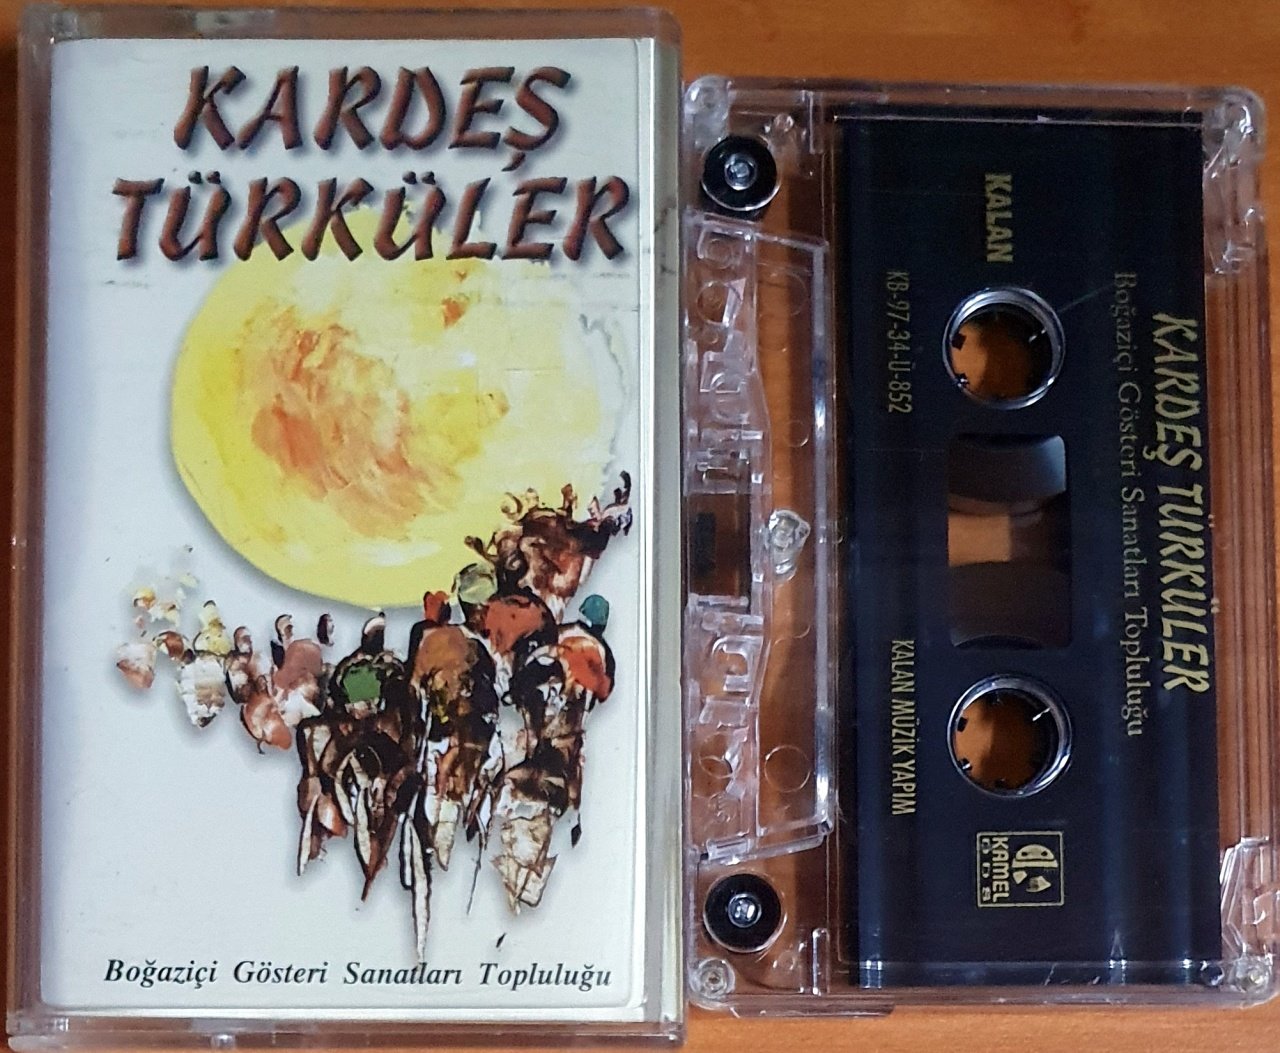 KARDEŞ
TÜRKÜLER
Boğaziçi Gösteri Sanatları Topluluğu
KARDEŞ TÜRKÜLER
Boğaziçi Gösteri Sanatları Topluluğu
KALAN
KB-97-34-Ü-852
KALAN MÜZİK YAPIM
KAMEL